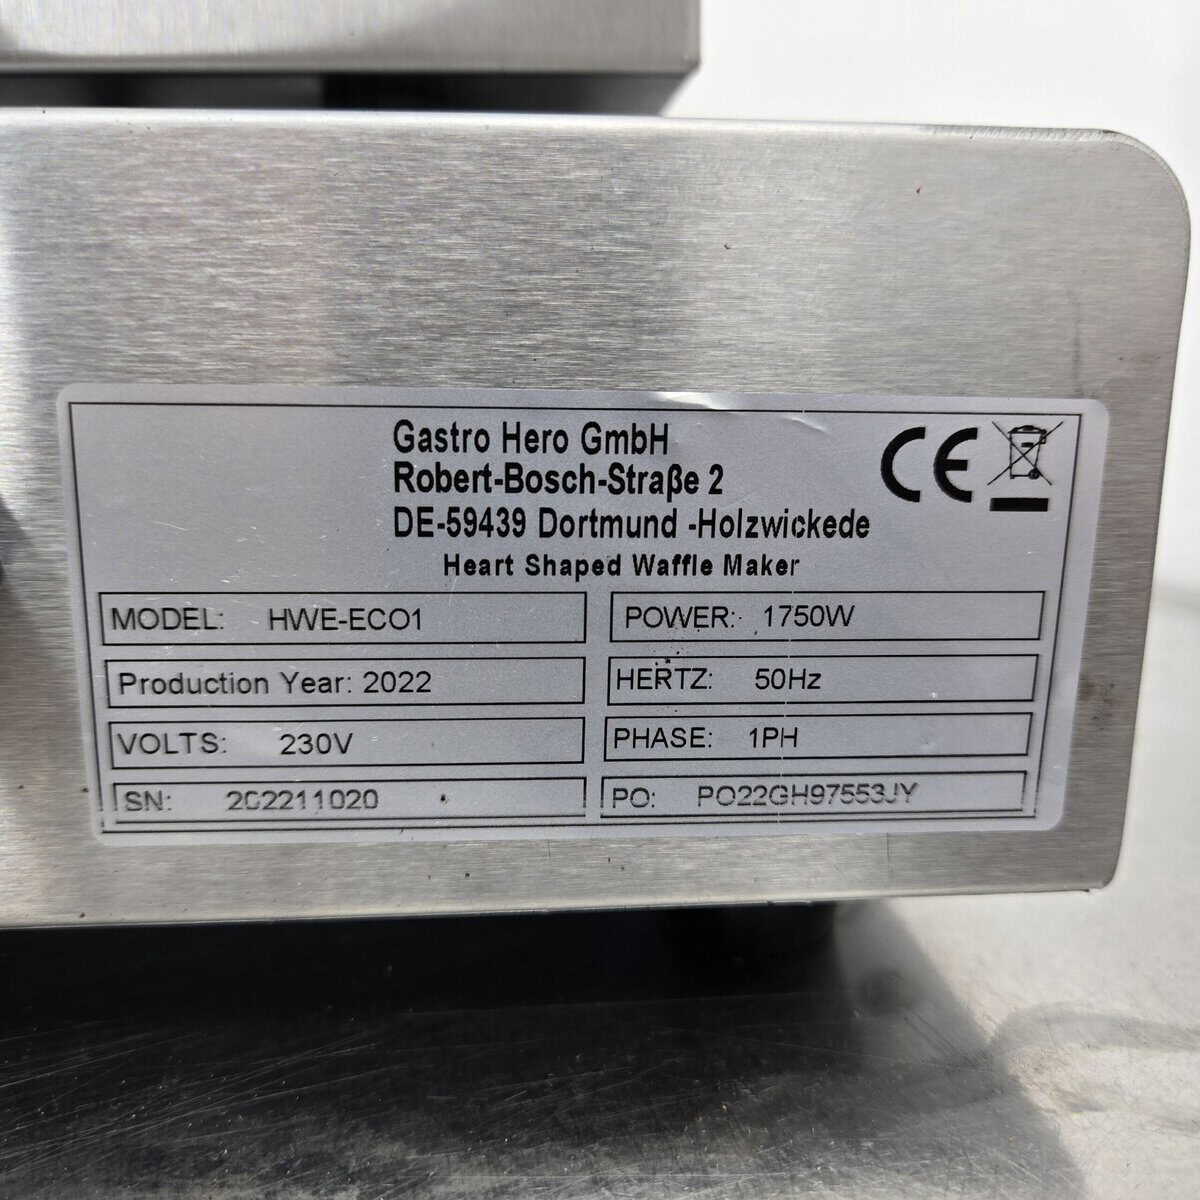 Gastro Hero GmbH
Robert-Bosch-Straße 2
DE-59439 Dortmund -Holzwickede
Heart Shaped Waffle Maker
CE
MODEL: HWE-ECO1
POWER: 1750W
Production Year: 2022
HERTZ: 50Hz
VOLTS: 230V
PHASE: 1PH
SN: 202211020
PO: PO22GH97553JY